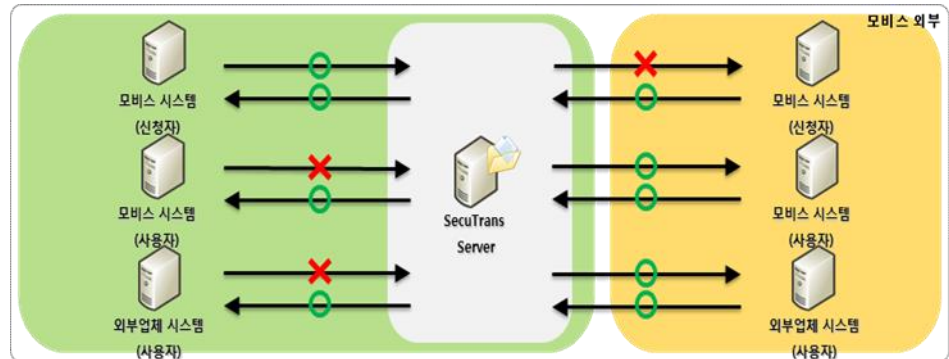 모비스 외부
모비스 시스템
(신청자)
모비스 시스템
(사용자)
외부업체 시스템
(사용자)
SecuTrans
Server
모비스 시스템
(신청자)
모비스 시스템
(사용자)
외부업체 시스템
(사용자)